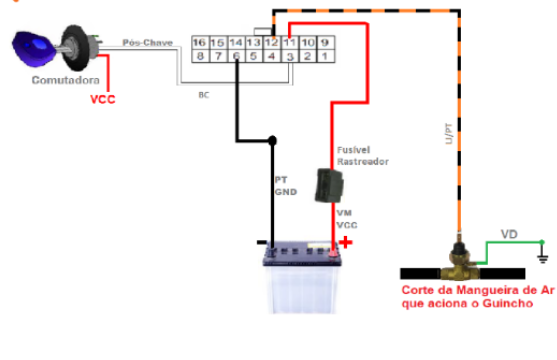 Pós-Chave
16 15 14 13 12 11 10 9
8 7 6 5 4 3 2 1
Comutadora
VCC
BC
LJ/PT
Fusível
Rastreador
PT
GND
VM
VCC
- +
VD
Corte da Mangueira de Ar
que aciona o Guincho